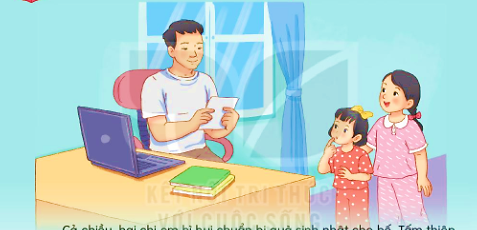 KẾT NỐI TRI THỨC
VỚI CUỘC SỐNG
Cả chiều, hai chị em hì hụi chuẩn bị quà sinh nhật cho bố. Tấm thiệp